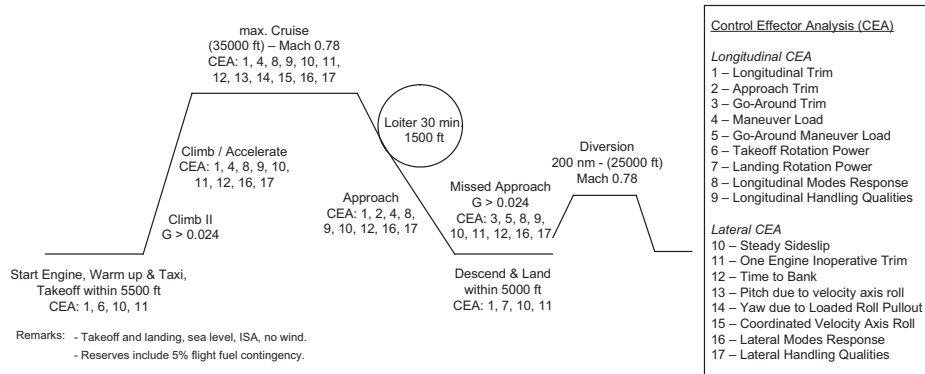 max. Cruise
(35000 ft) – Mach 0.78
CEA: 1, 4, 8, 9, 10, 11,
12, 13, 14, 15, 16, 17
Loiter 30 min.
1500 ft
Climb / Accelerate
CEA: 1, 4, 8, 9, 10,
11, 12, 16, 17
Climb II
G > 0.024
Start Engine, Warm up & Taxi,
Takeoff within 5500 ft
CEA: 1, 6, 10, 11
Approach
CEA: 1, 2, 4, 8,
9, 10, 12, 16, 17
Missed Approach
G > 0.024
CEA: 3, 5, 8, 9,
10, 11, 12, 16, 17
Descend & Land
within 5000 ft
CEA: 1, 7, 10, 11
Diversion
200 nm - (25000 ft)
Mach 0.78
Remarks: - Takeoff and landing, sea level, ISA, no wind.
- Reserves include 5% flight fuel contingency.
Control Effector Analysis (CEA)
Longitudinal CEA
1 – Longitudinal Trim
2 – Approach Trim
3 – Go-Around Trim
4 – Maneuver Load
5 – Go-Around Maneuver Load
6 – Takeoff Rotation Power
7 – Landing Rotation Power
8 – Longitudinal Modes Response
9 – Longitudinal Handling Qualities
Lateral CEA
10 – Steady Sideslip
11 – One Engine Inoperative Trim
12 – Time to Bank
13 – Pitch due to velocity axis roll
14 – Yaw due to Loaded Roll Pullout
15 – Coordinated Velocity Axis Roll
16 – Lateral Modes Response
17 – Lateral Handling Qualities